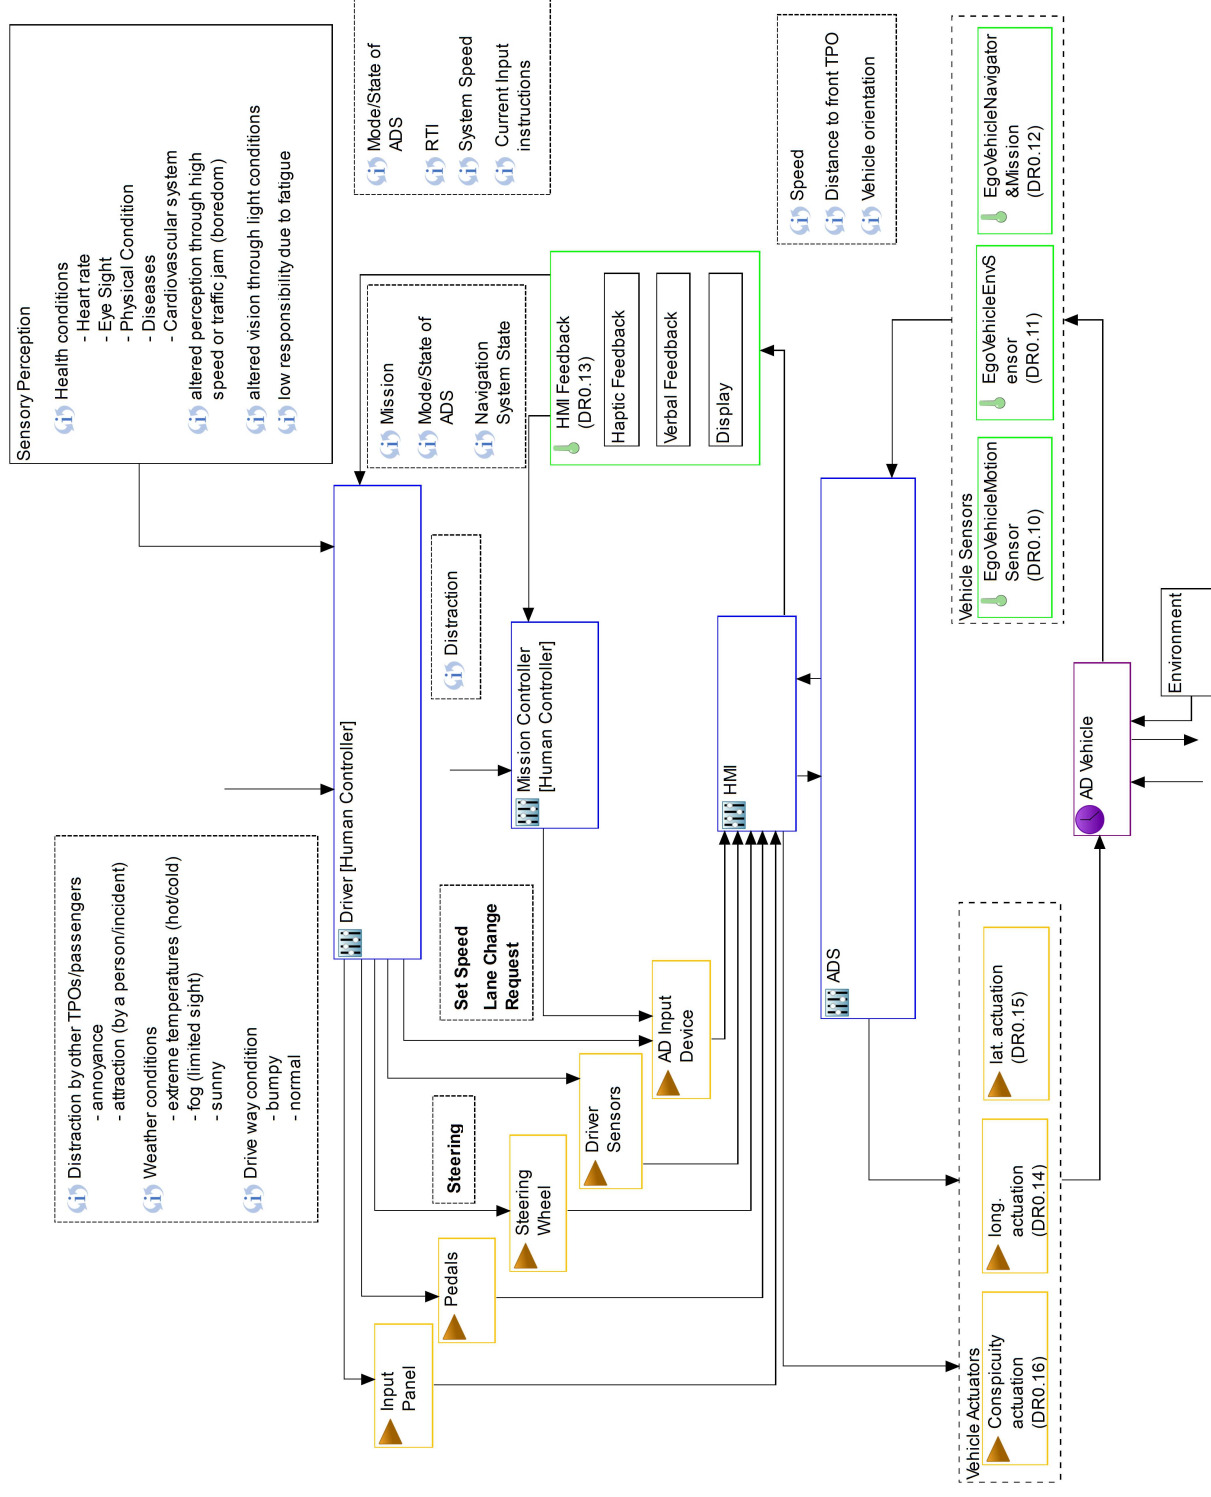 Sensory Perception
Health conditions
- Heart rate
- Eye Sight
- Physical Condition
- Diseases
- Cardiovascular system
altered perception through high
speed or traffic jam (boredom)
altered vision through light conditions
low responsibility due to fatigue
Distraction by other TPOs/passengers
- annoyance
- attraction (by a person/incident)
Weather conditions
- extreme temperatures (hot/cold)
- fog (limited sight)
- sunny
Drive way condition
- bumpy
- normal
Mode/State of
ADS
RTI
System Speed
Current Input
instructions
Driver [Human Controller]
Mission
Mode/State of
ADS
Navigation
System State
Distraction
Mission Controller
[Human Controller]
Set Speed
Lane Change
Request
Steering
Input
Panel
Pedals
Steering
Wheel
Driver
Sensors
AD Input
Device
HMI Feedback
(DR0.13)
Haptic Feedback
Verbal Feedback
Display
HMI
Speed
Distance to front TPO
Vehicle orientation
ADS
Vehicle Actuators
Conspicuity
actuation
(DR0.16)
long.
actuation
(DR0.14)
lat. actuation
(DR0.15)
Vehicle Sensors
EgoVehicleMotion
Sensor
(DR0.10)
EgoVehicleEnvS
ensor
(DR0.11)
EgoVehicleNavigator
&Mission
(DR0.12)
AD Vehicle
Environment